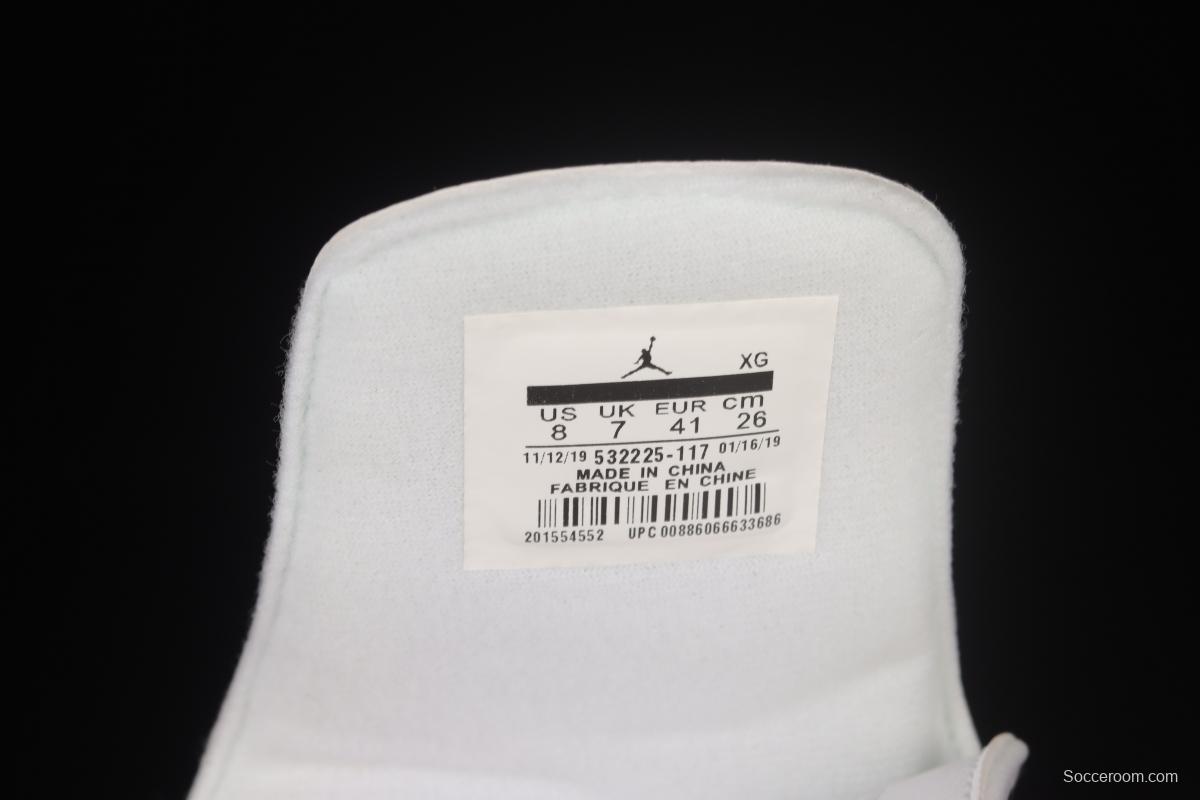 XG
US UK EUR cm
8 7 41 26
11/12/19 532225-117 01/16/19
MADE IN CHINA
FABRIQUE EN CHINE
201554552 UPC 00886066633686
Socceroom.com